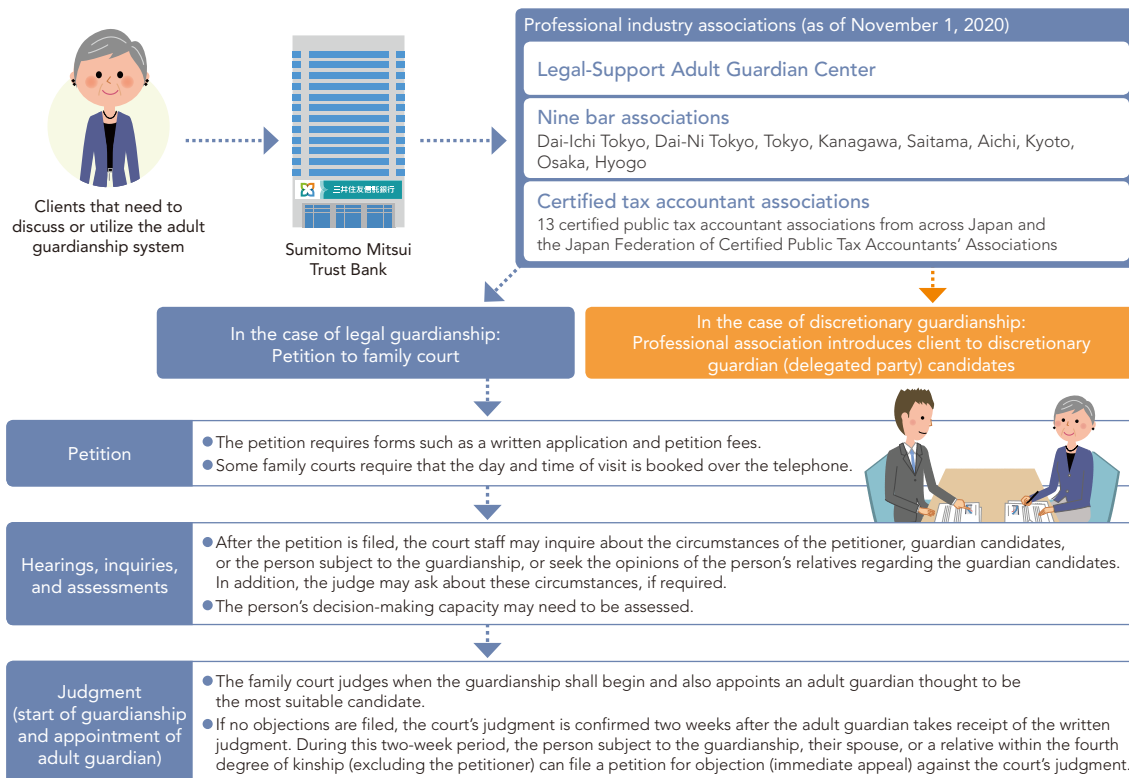 Professional industry associations (as of November 1, 2020)
Legal-Support Adult Guardian Center
Nine bar associations
Dai-Ichi Tokyo, Dai-Ni Tokyo, Tokyo, Kanagawa, Saitama, Aichi, Kyoto,
Osaka, Hyogo
Certified tax accountant associations
13 certified public tax accountant associations from across Japan and
the Japan Federation of Certified Public Tax Accountants' Associations
Clients that need to
discuss or utilize the adult
guardianship system
三井住友信託銀行
Sumitomo Mitsui
Trust Bank
In the case of legal guardianship:
Petition to family court
In the case of discretionary guardianship:
Professional association introduces client to discretionary
guardian (delegated party) candidates
Petition
● The petition requires forms such as a written application and petition fees.
● Some family courts require that the day and time of visit is booked over the telephone.
Hearings, inquiries,
and assessments
● After the petition is filed, the court staff may inquire about the circumstances of the petitioner, guardian candidates,
or the person subject to the guardianship, or seek the opinions of the person's relatives regarding the guardian candidates.
In addition, the judge may ask about these circumstances, if required.
● The person's decision-making capacity may need to be assessed.
Judgment
(start of guardianship
and appointment of
adult guardian)
● The family court judges when the guardianship shall begin and also appoints an adult guardian thought to be
the most suitable candidate.
● If no objections are filed, the court's judgment is confirmed two weeks after the adult guardian takes receipt of the written
judgment. During this two-week period, the person subject to the guardianship, their spouse, or a relative within the fourth
degree of kinship (excluding the petitioner) can file a petition for objection (immediate appeal) against the court's judgment.